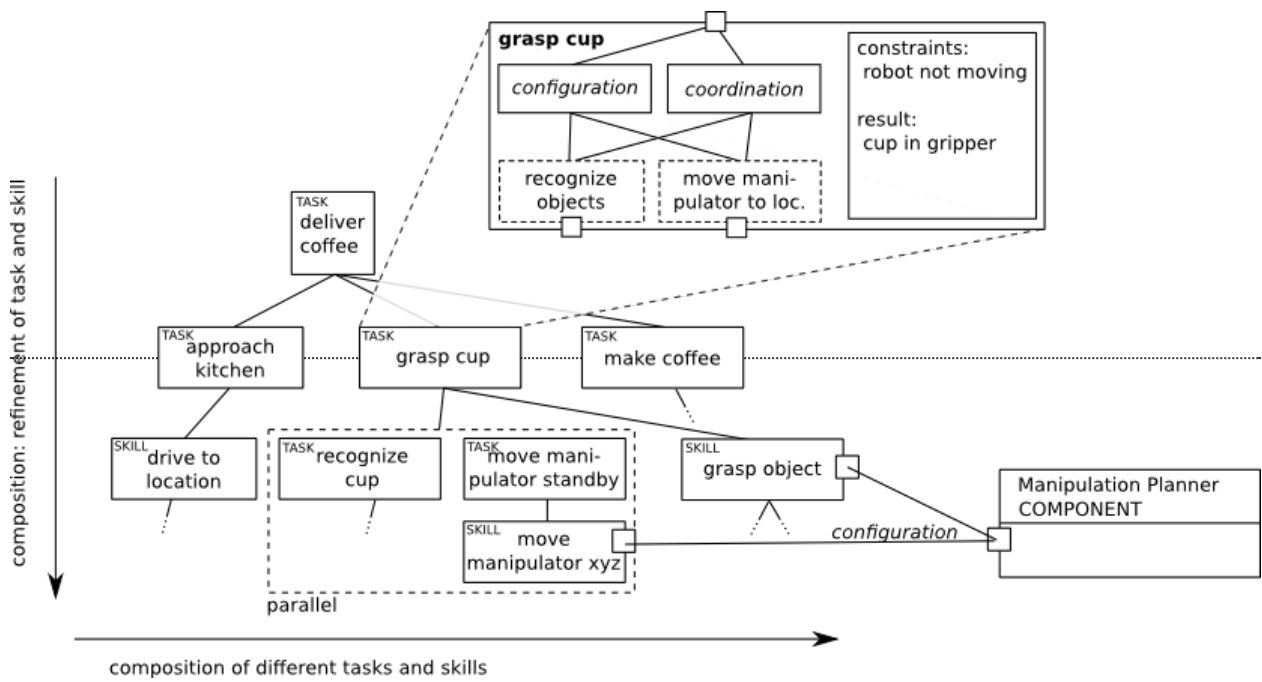 grasp cup
configuration
coordination
constraints:
robot not moving
result:
cup in gripper
recognize
objects
move mani-
pulator to loc.
composition: refinement of task and skill
TASK
deliver
coffee
TASK
approach
kitchen
TASK
grasp cup
TASK
make coffee
SKILL
drive to
location
TASK
recognize
cup
TASK
move mani-
pulator standby
SKILL
grasp object
SKILL
move
manipulator xyz
configuration
Manipulation Planner
COMPONENT
parallel
composition of different tasks and skills